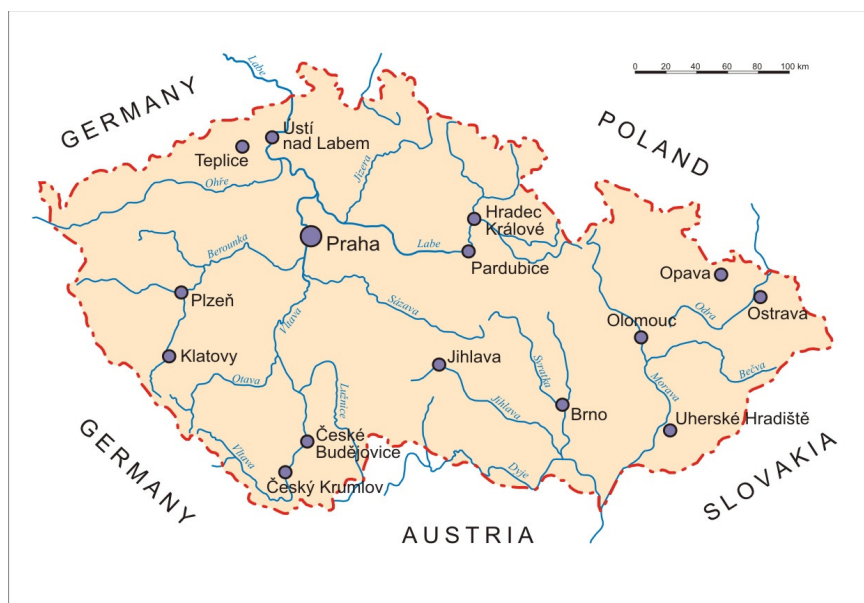 Labe
0 20 40 60 80 100 km
GERMANY
POLAND
Ústí
nad Labem
Teplice
Jizera
Ohře
Hradec
Králové
Praha
Labe
Berounka
Pardubice
Opava
Plzeň
Sázava
Odra
Ostrava
Vltava
Olomouc
Klatovy
Jihlava
Syratka
Bečva
Otava
Lužnice
Jihlava
Morava
Brno
Uherské Hradiště
České
Budějovice
Vltava
Dyje
Český Krumlov
GERMANY
SLOVAKIA
AUSTRIA